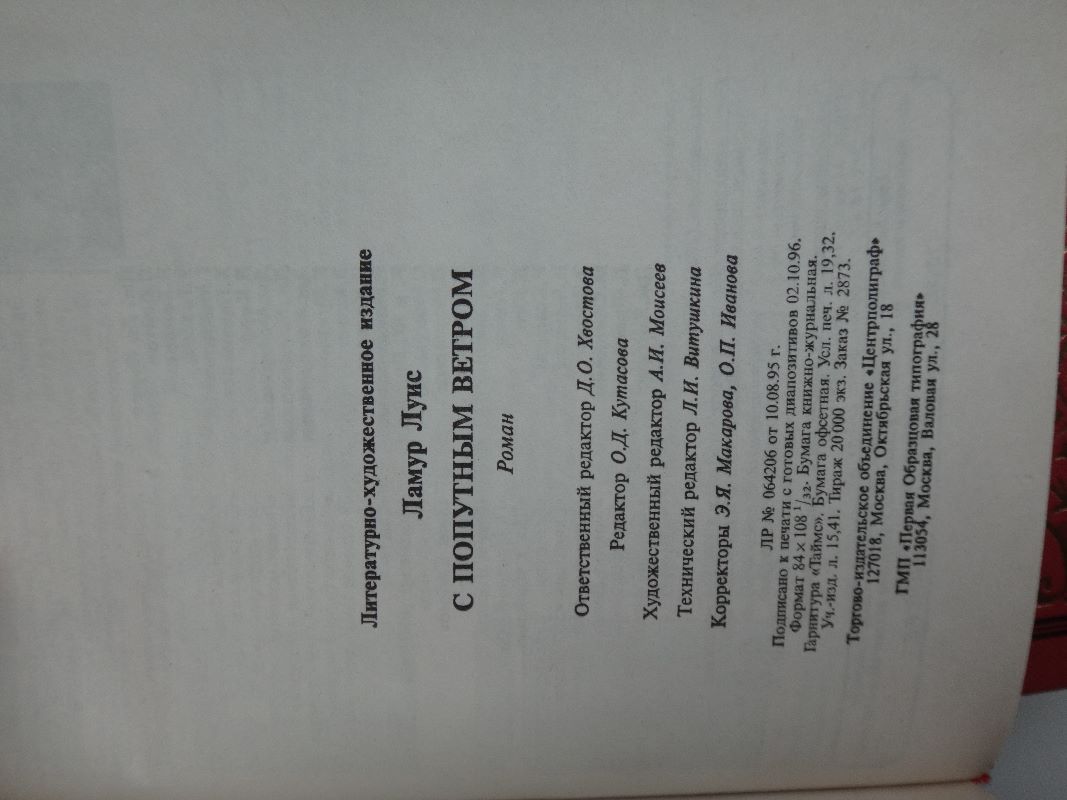 Литературно-художественное издание
Ламур Луис
С ПОПУТНЫМ ВЕТРОМ
Роман
Ответственный редактор Д.О. Хвостова
Редактор О.Д. Кутасова
Художественный редактор А.И. Моисеев
Технический редактор Л.И. Витушкина
Корректоры Э.Я. Макарова, О.П. Иванова
ЛР № 064206 от 10.08.95 г.
Подписано к печати с готовых диапозитивов 02.10.96.
Формат 84×108 1/32. Бумага книжно-журнальная.
Гарнитура «Таймс». Бумага офсетная. Усл. печ. л. 19,32.
Уч.-изд. л. 15,41. Тираж 20 000 экз. Заказ № 2873.
Торгово-издательское объединение «Центрполиграф»
127018, Москва, Октябрьская ул., 18
ГМП «Первая Образцовая типография»
113054, Москва, Валовая ул., 28